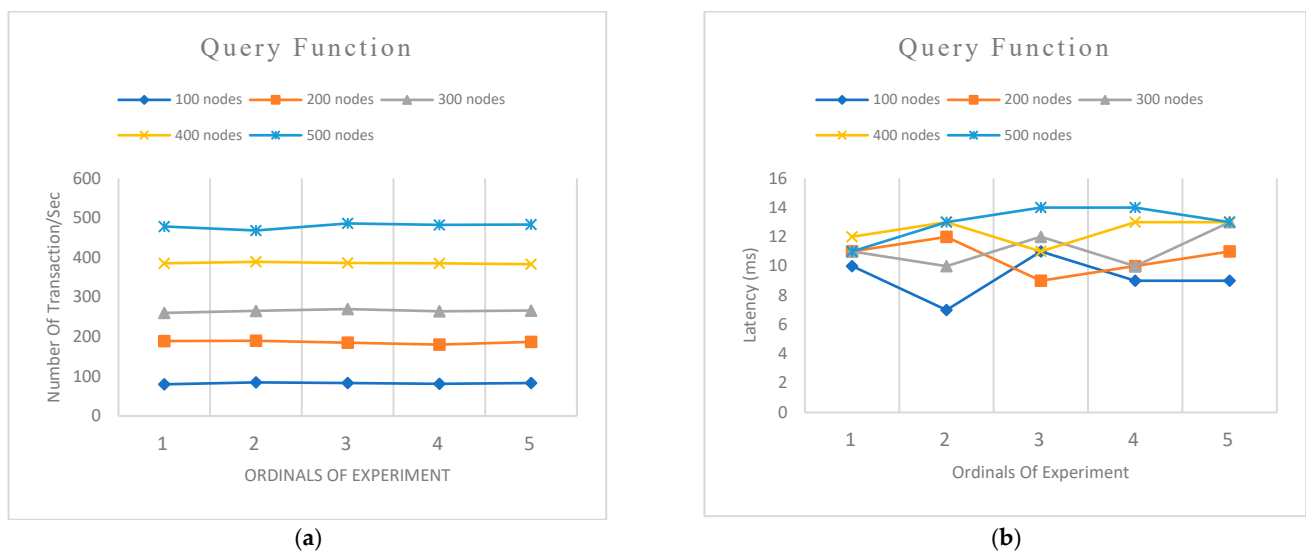 Query Function
100 nodes 200 nodes 300 nodes
400 nodes 500 nodes
600
500
400
300
200
100
0
Number Of Transaction/Sec
1 2 3 4 5
ORDINALS OF EXPERIMENT
(a)
Query Function
100 nodes 200 nodes 300 nodes
400 nodes 500 nodes
16
14
12
10
8
6
4
2
0
Latency (ms)
1 2 3 4 5
Ordinals Of Experiment
(b)